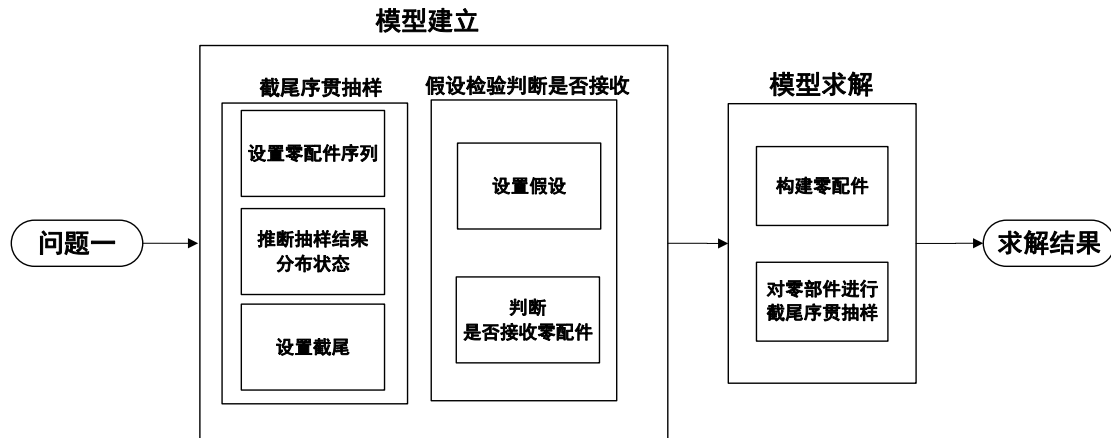 模型建立
截尾序贯抽样
设置零配件序列
推断抽样结果
分布状态
设置截尾
假设检验判断是否接收
设置假设
判断
是否接收零配件
模型求解
构建零配件
对零部件进行
截尾序贯抽样
问题一
求解结果